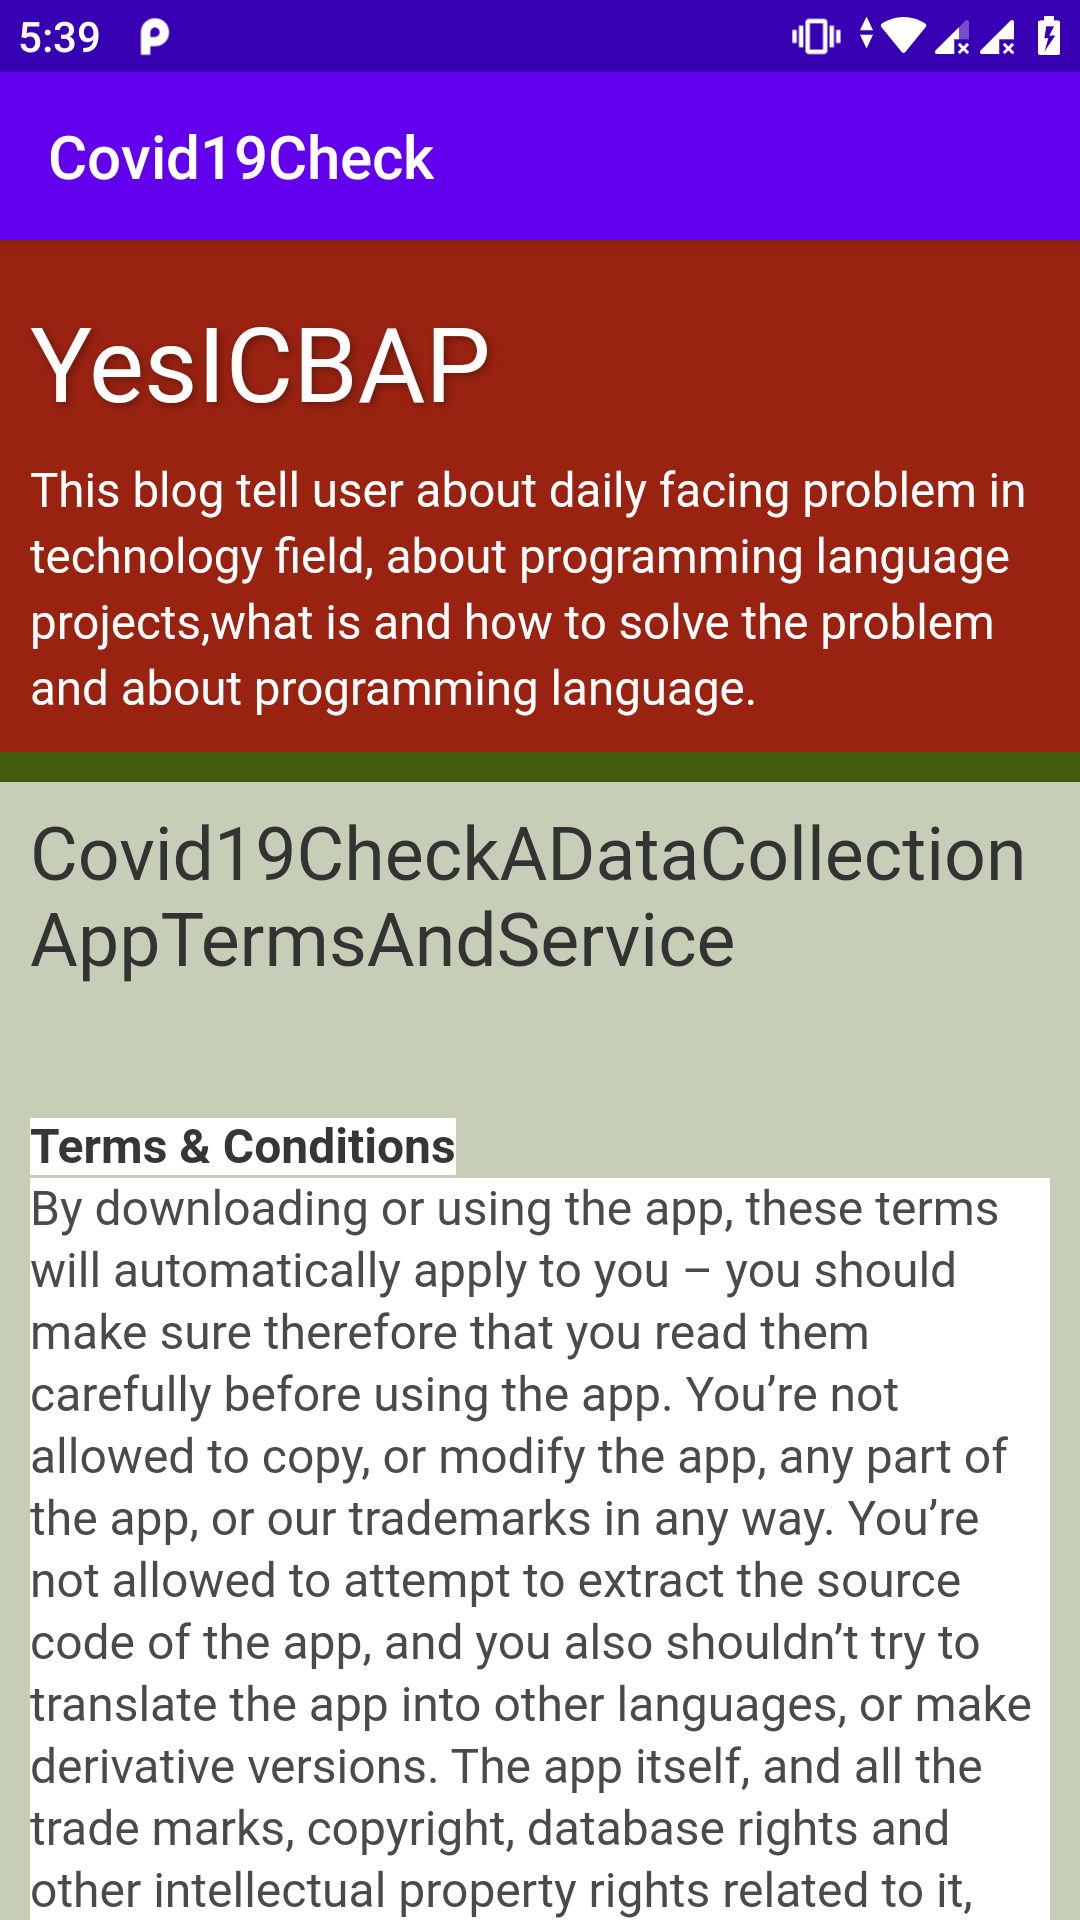 5:39
Covid19Check
YesICBAP
This blog tell user about daily facing problem in
technology field, about programming language
projects,what is and how to solve the problem
and about programming language.
Covid19CheckADataCollection
AppTermsAndService
Terms & Conditions
By downloading or using the app, these terms
will automatically apply to you – you should
make sure therefore that you read them
carefully before using the app. You’re not
allowed to copy, or modify the app, any part of
the app, or our trademarks in any way. You’re
not allowed to attempt to extract the source
code of the app, and you also shouldn’t try to
translate the app into other languages, or make
derivative versions. The app itself, and all the
trade marks, copyright, database rights and
other intellectual property rights related to it,